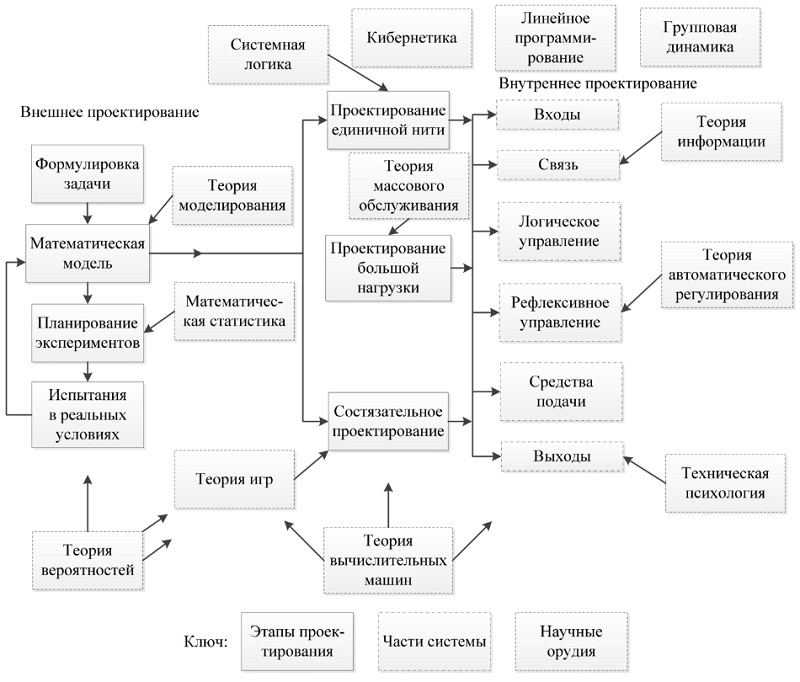 Системная
логика
Кибернетика
Линейное
программи-
рование
Групповая
динамика
Внешнее проектирование
Внутреннее проектирование
Проектирование
единичной нити
Входы
Теория
информации
Формулировка
задачи
Теория
моделирования
Теория
массового
обслуживания
Связь
Математическая
модель
Проектирование
большой
нагрузки
Логическое
управление
Теория
автоматического
регулирования
Планирование
экспериментов
Математичес-
кая статистика
Рефлексивное
управление
Испытания
в реальных
условиях
Состязательное
проектирование
Средства
подачи
Теория игр
Выходы
Техническая
психология
Теория
вероятностей
Теория
вычислительных
машин
Ключ:
Этапы проек-
тирования
Части системы
Научные
орудия